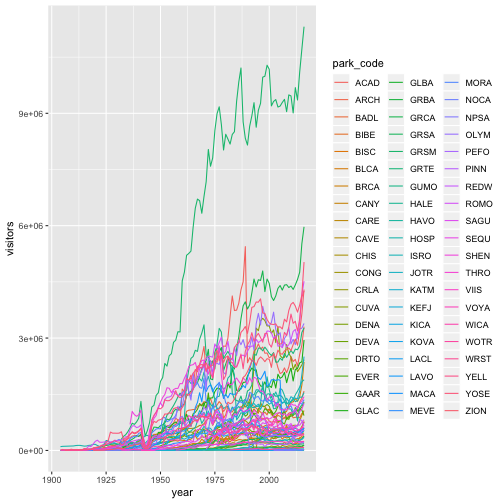 park_code
ACAD GLBA MORA
ARCH GRBA NOCA
BADL GRCA NPSA
BIBE GRSA OLYM
BISC GRSM PEFO
BLCA GRTE PINN
BRCA GUMO REDW
CANY HALE ROMO
CARE HAVO SAGU
CAVE HOSP SEQU
CHIS ISRO SHEN
CONG JOTR THRO
CRLA KATM VIIS
CUVA KEFJ VOYA
DENA KICA WICA
DEVA KOVA WOTR
DRTO LACL WRST
EVER LAVO YELL
GAAR MACA YOSE
GLAC MEVE ZION
9e+06
6e+06
3e+06
0e+00
visitors
1900 1925 1950 1975 2000
year